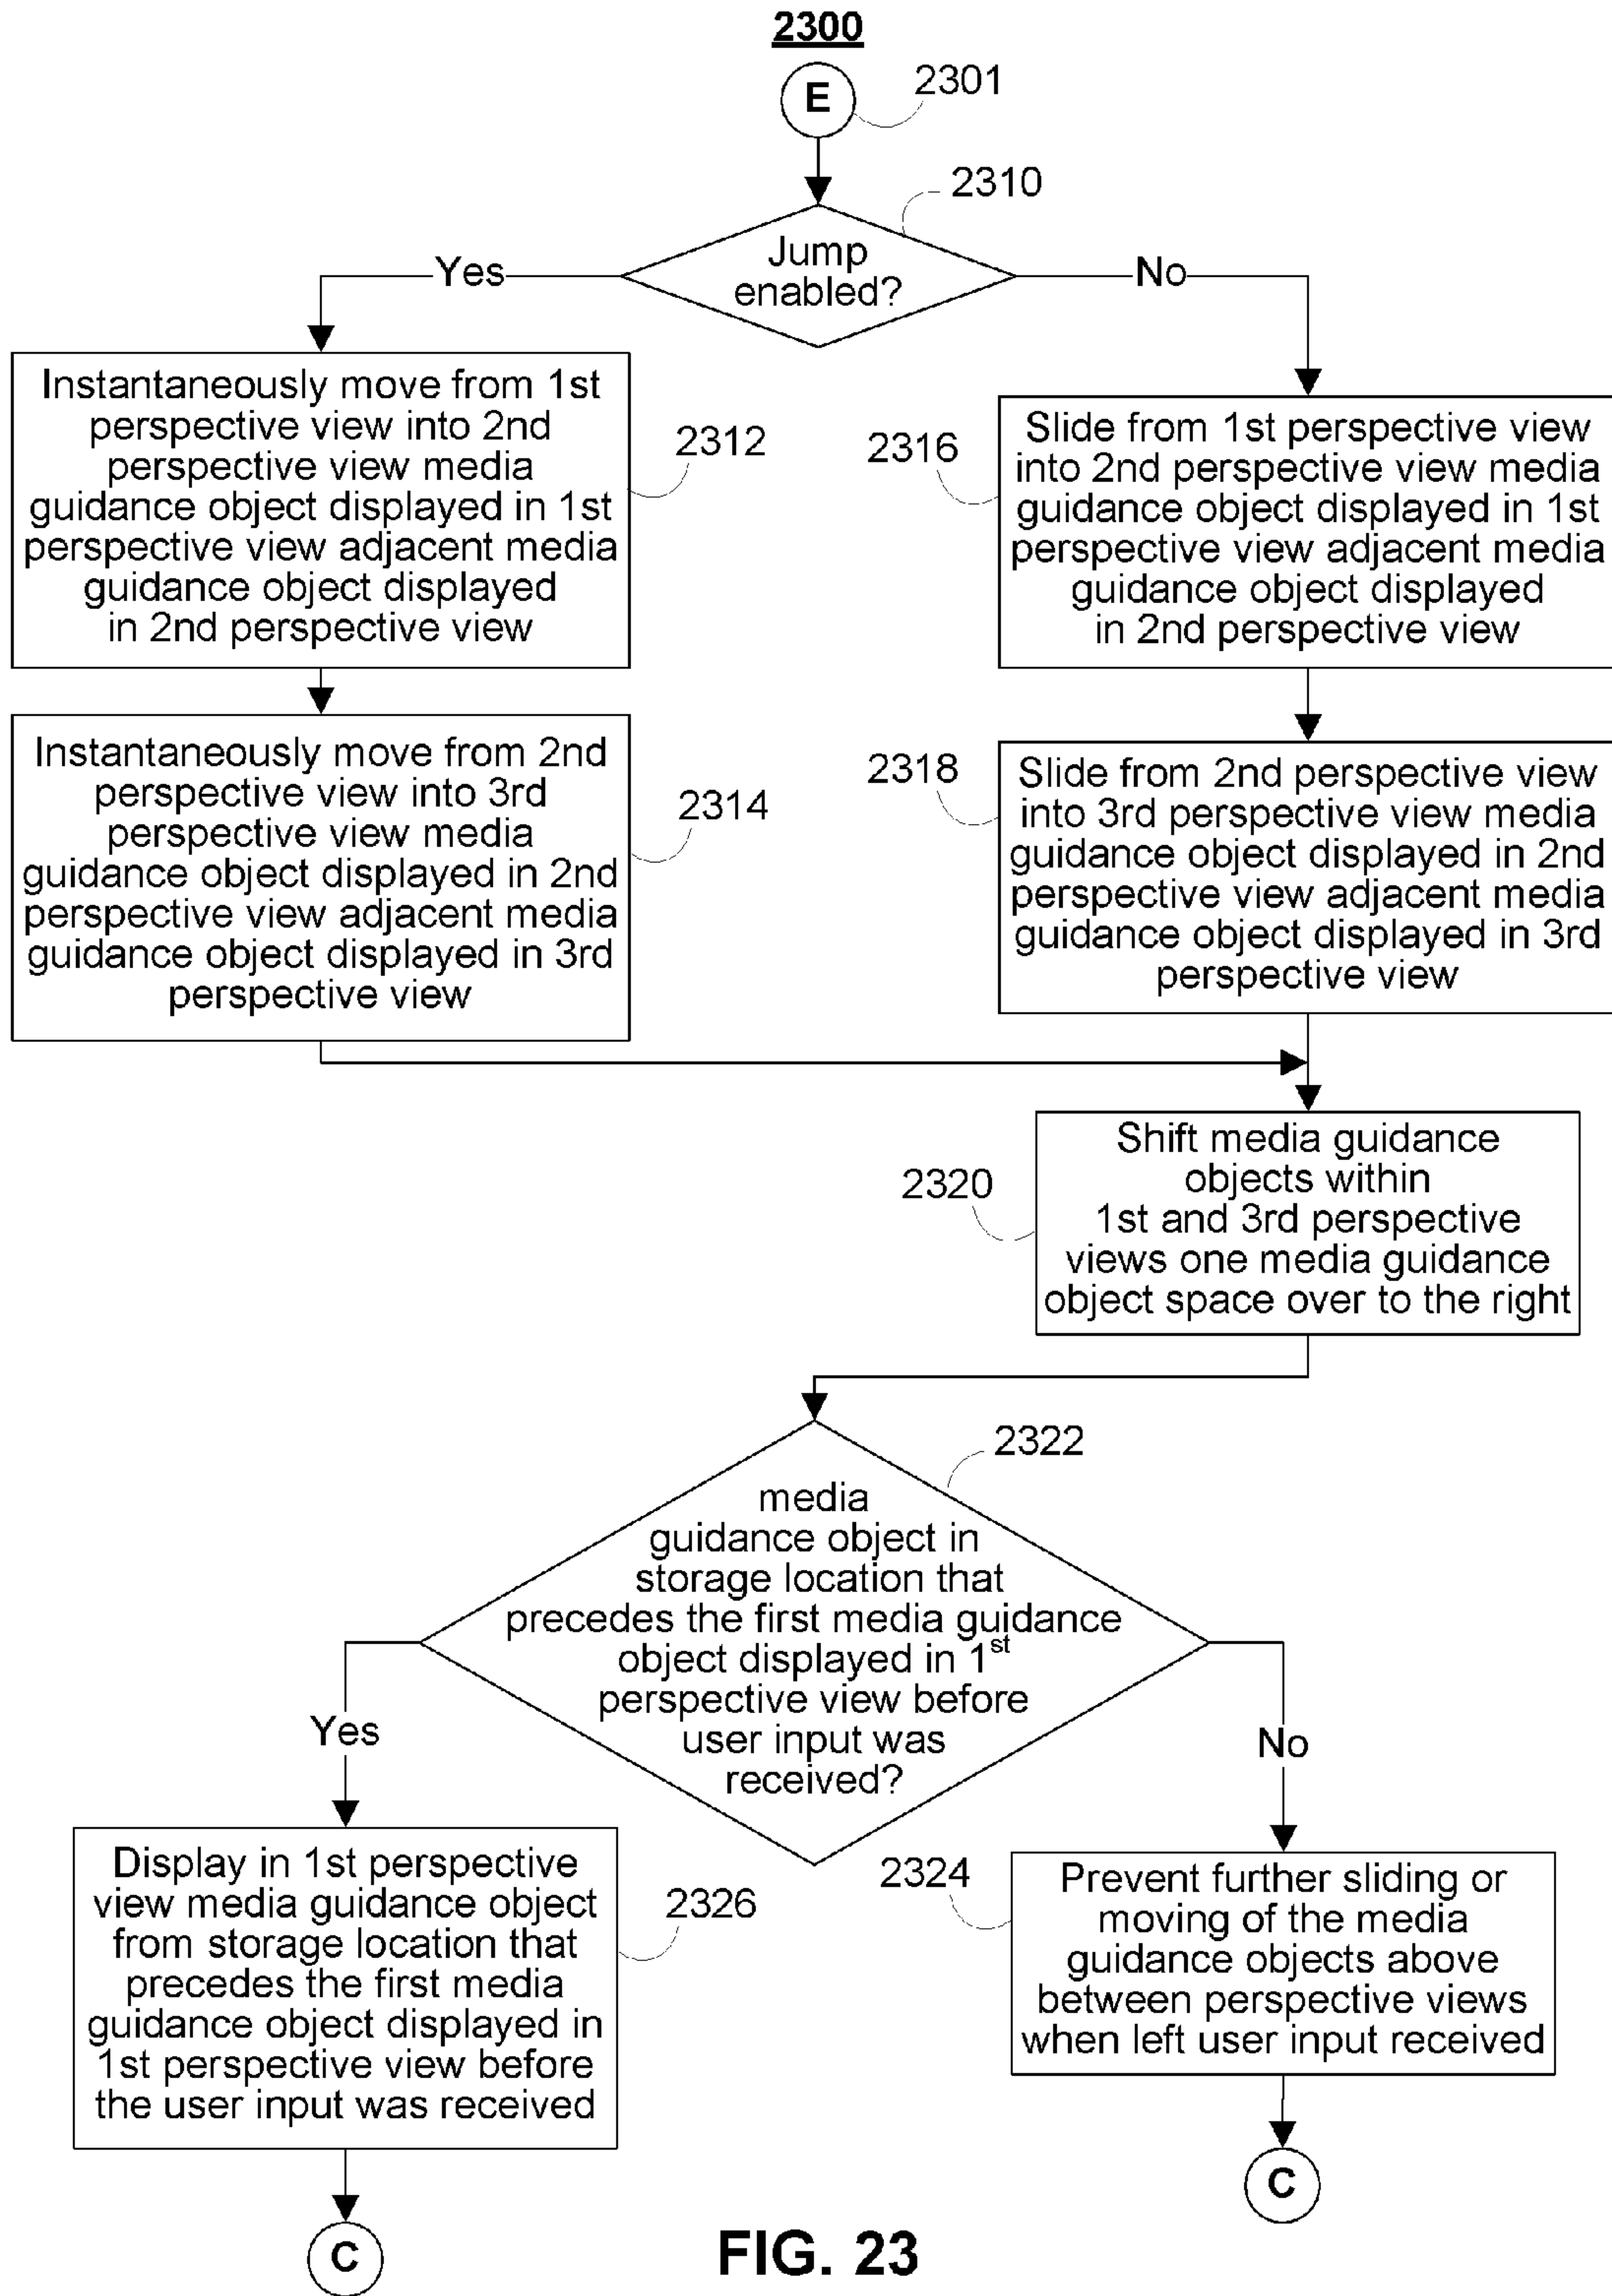 2300
E
2301
2310
Jump
enabled?
Yes
No
Instantaneously move from 1st
perspective view into 2nd
perspective view media
guidance object displayed in 1st
perspective view adjacent media
guidance object displayed
in 2nd perspective view
2312
2316
Slide from 1st perspective view
into 2nd perspective view media
guidance object displayed in 1st
perspective view adjacent media
guidance object displayed
in 2nd perspective view
Instantaneously move from 2nd
perspective view into 3rd
perspective view media
guidance object displayed in 2nd
perspective view adjacent media
guidance object displayed in 3rd
perspective view
2314
2318
Slide from 2nd perspective view
into 3rd perspective view media
guidance object displayed in 2nd
perspective view adjacent media
guidance object displayed in 3rd
perspective view
2320
Shift media guidance
objects within
1st and 3rd perspective
views one media guidance
object space over to the right
2322
media
guidance object in
storage location that
precedes the first media guidance
object displayed in 1st
perspective view before
user input was
received?
Yes
No
Display in 1st perspective
view media guidance object
from storage location that
precedes the first media
guidance object displayed in
1st perspective view before
the user input was received
2326
2324
Prevent further sliding or
moving of the media
guidance objects above
between perspective views
when left user input received
C
C
FIG. 23